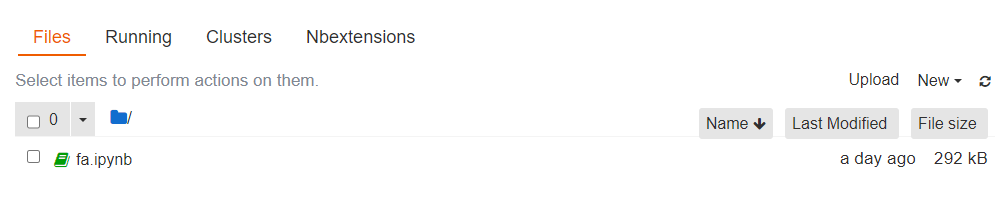 Files Running Clusters Nbextensions
Select items to perform actions on them. Upload New
0 / Name Last Modified File size
fa.ipynb a day ago 292 kB